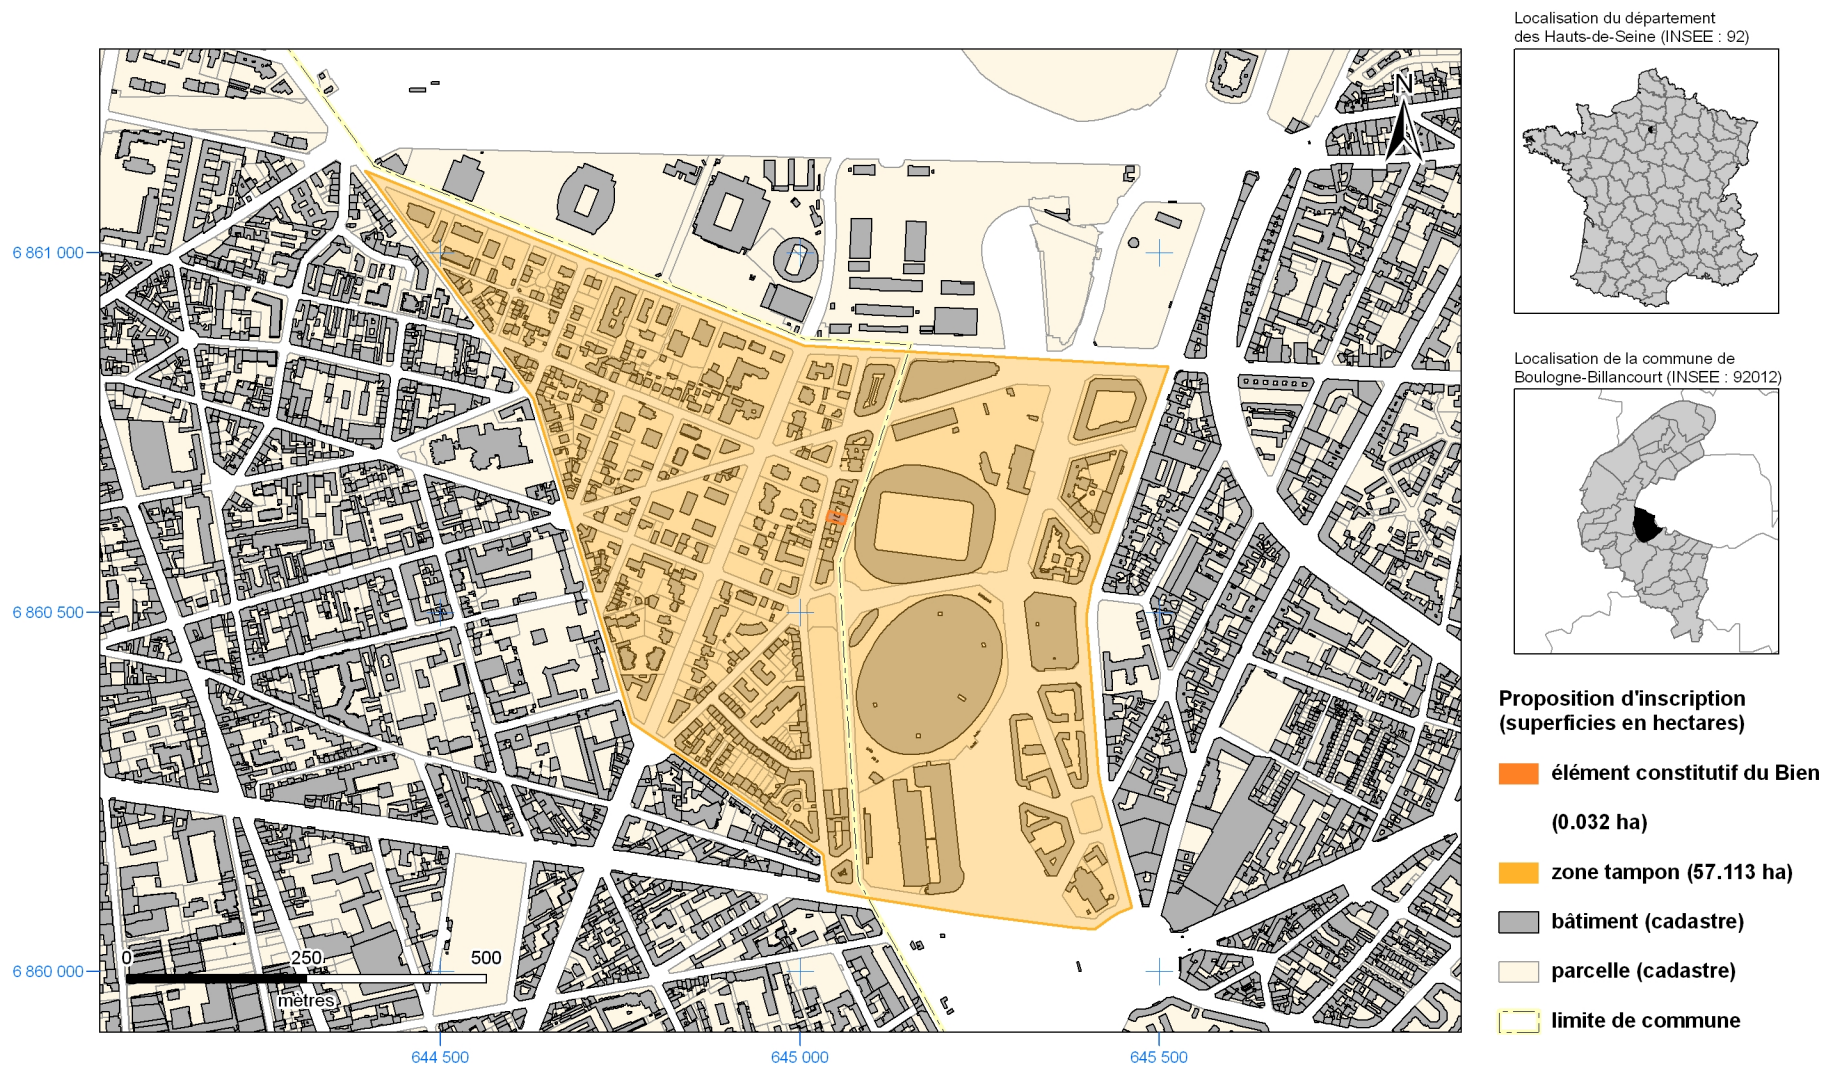 Localisation du département
des Hauts-de-Seine (INSEE : 92)
N
6 861 000
Localisation de la commune de
Boulogne-Billancourt (INSEE : 92012)
6 860 500
Proposition d'inscription
(superficies en hectares)
élément constitutif du Bien
(0.032 ha)
zone tampon (57.113 ha)
bâtiment (cadastre)
parcelle (cadastre)
limite de commune
0 250 500
mètres
6 860 000
644 500 645 000 645 500